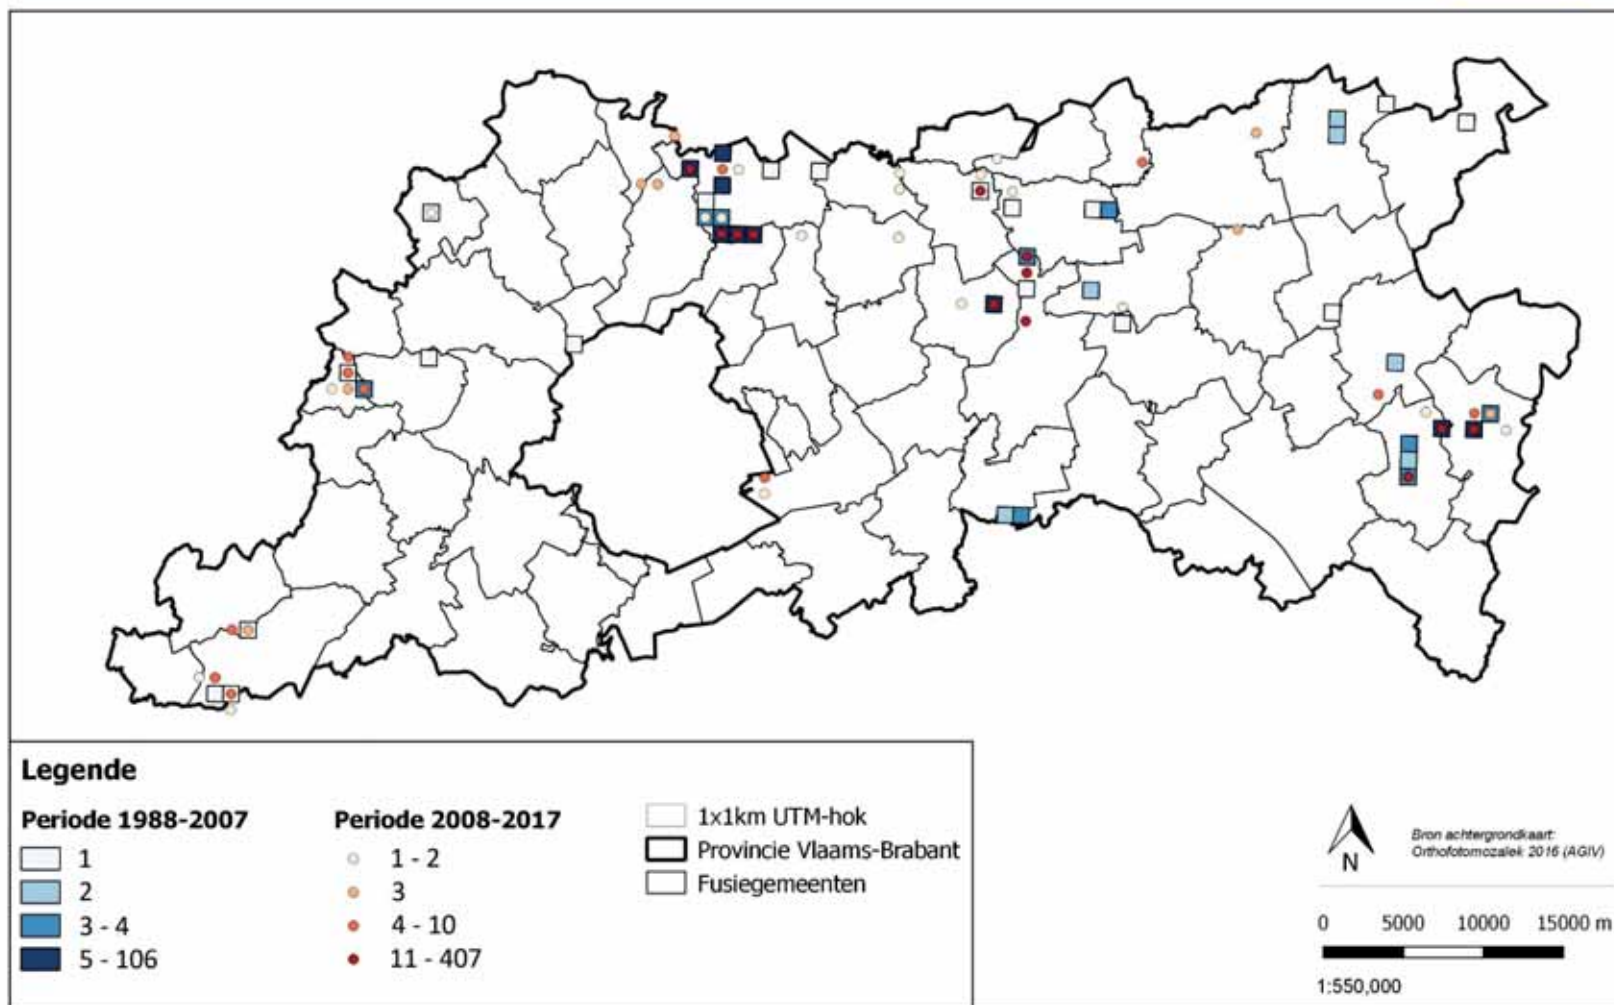 Legende
Periode 1988-2007
1
2
3 - 4
5 - 106
Periode 2008-2017
1 - 2
3
4 - 10
11 - 407
1x1km UTM-hok
Provincie Vlaams-Brabant
Fusiegemeenten
N
Bron achtergrondkaart:
Orthofotomozaïek 2016 (AGIV)
0 5000 10000 15000 m
1:550,000